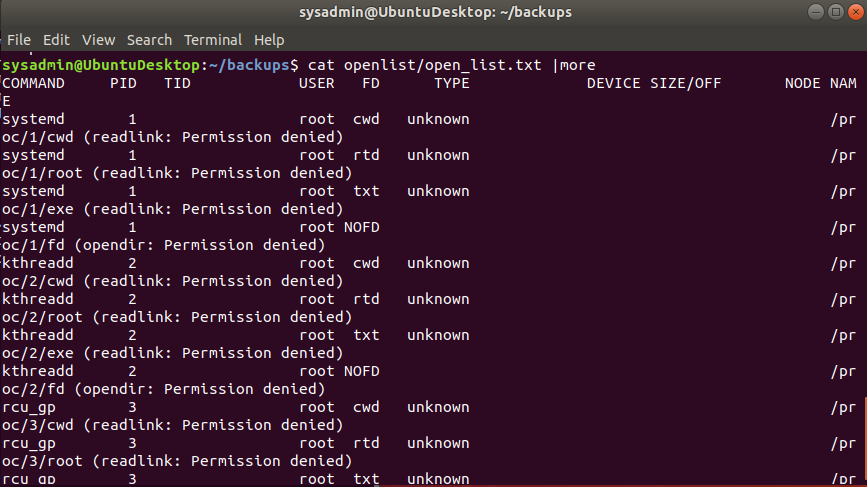 sysadmin@UbuntuDesktop: ~/backups
File Edit View Search Terminal Help
sysadmin@UbuntuDesktop:~/backups$ cat openlist/open_list.txt |more
COMMAND     PID   TID            USER   FD      TYPE             DEVICE SIZE/OFF       NODE NAM
E
systemd       1                  root  cwd   unknown                                        /pr
oc/1/cwd (readlink: Permission denied)
systemd       1                  root  rtd   unknown                                        /pr
oc/1/root (readlink: Permission denied)
systemd       1                  root  txt   unknown                                        /pr
oc/1/exe (readlink: Permission denied)
systemd       1                  root NOFD                                                  /pr
oc/1/fd (opendir: Permission denied)
kthreadd      2                  root  cwd   unknown                                        /pr
oc/2/cwd (readlink: Permission denied)
kthreadd      2                  root  rtd   unknown                                        /pr
oc/2/root (readlink: Permission denied)
kthreadd      2                  root  txt   unknown                                        /pr
oc/2/exe (readlink: Permission denied)
kthreadd      2                  root NOFD                                                  /pr
oc/2/fd (opendir: Permission denied)
rcu_gp        3                  root  cwd   unknown                                        /pr
oc/3/cwd (readlink: Permission denied)
rcu_gp        3                  root  rtd   unknown                                        /pr
oc/3/root (readlink: Permission denied)
rcu_gp        3                  root  txt   unknown                                        /pr